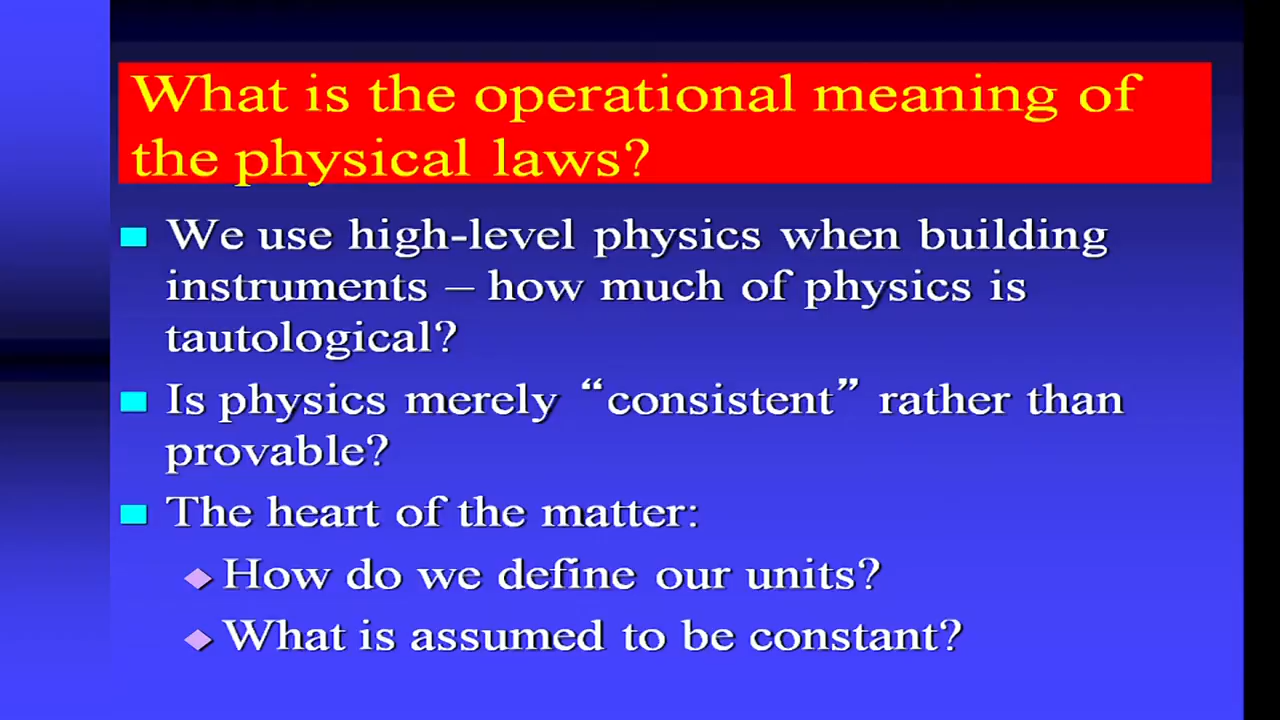 What is the operational meaning of
the physical laws?
We use high-level physics when building
instruments – how much of physics is
tautological?
Is physics merely “consistent” rather than
provable?
The heart of the matter:
How do we define our units?
What is assumed to be constant?